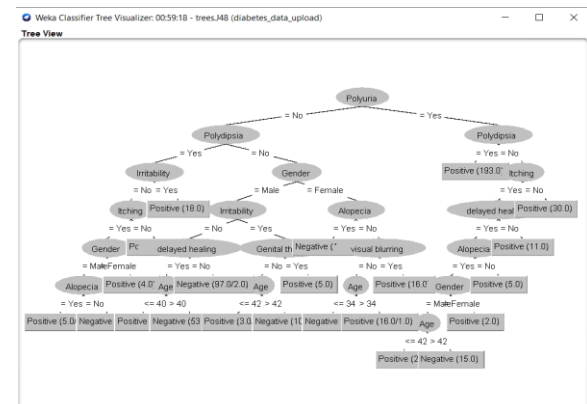 Weka Classifier Tree Visualizer: 00:59:18 - trees.J48 (diabetes_data_upload)
Tree View
Polyuria
= No = Yes
Polydipsia Polydipsia
= Yes = No = Yes = No
Irritability Gender Positive (193.0) Itching
= No = Yes = Male = Female = Yes = No
Itching Positive (18.0) Irritability Alopecia delayed heal Positive (30.0)
= Yes = No = No = Yes = Yes = No = Yes = No
Gender Po delayed healing Genital th Negative (1 visual blurring Alopecia Positive (11.0)
= Male = Female = Yes = No = No = Yes = No = Yes = Yes = No
Alopecia Positive (4.0) Age Negative (97.0/2.0) Age Positive (5.0) Age Positive (16.0 Gender Positive (5.0)
= Yes = No <= 40 > 40 <= 42 > 42 <= 34 > 34 = Male = Female
Positive (5.0) Negative Positive Negative (53 Positive (3.0 Negative (10 Negative Positive (16.0/1.0) Age Positive (2.0)
<= 42 > 42
Positive (2 Negative (15.0)